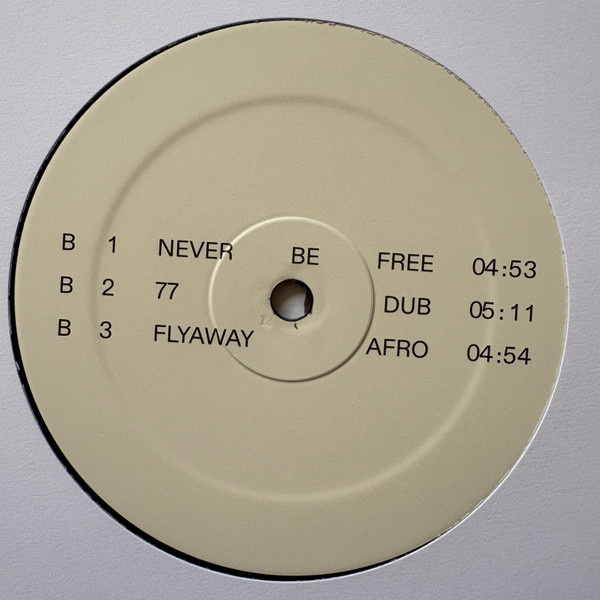 B 1 NEVER BE FREE 04:53
B 2 77 DUB 05:11
B 3 FLYAWAY AFRO 04:54